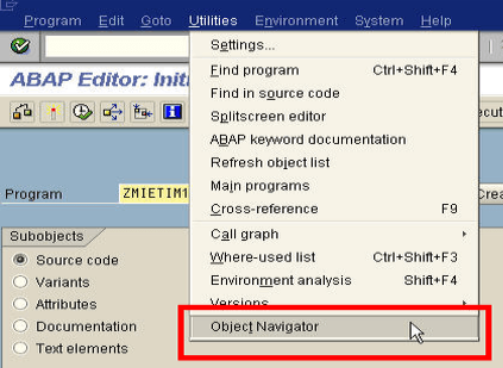 Program Edit Goto Utilities Environment System Help
Settings...
ABAP Editor: Initi
Find program Ctrl+Shift+F4
Find in source code
Splitscreen editor
ABAP keyword documentation
Refresh object list
Main programs
Program ZMIETIM1
Cross-reference F9
Subobjects
Call graph
Source code
Where-used list Ctrl+Shift+F3
Variants
Environment analysis Shift+F4
Attributes
Versions
Documentation
Object Navigator
Text elements